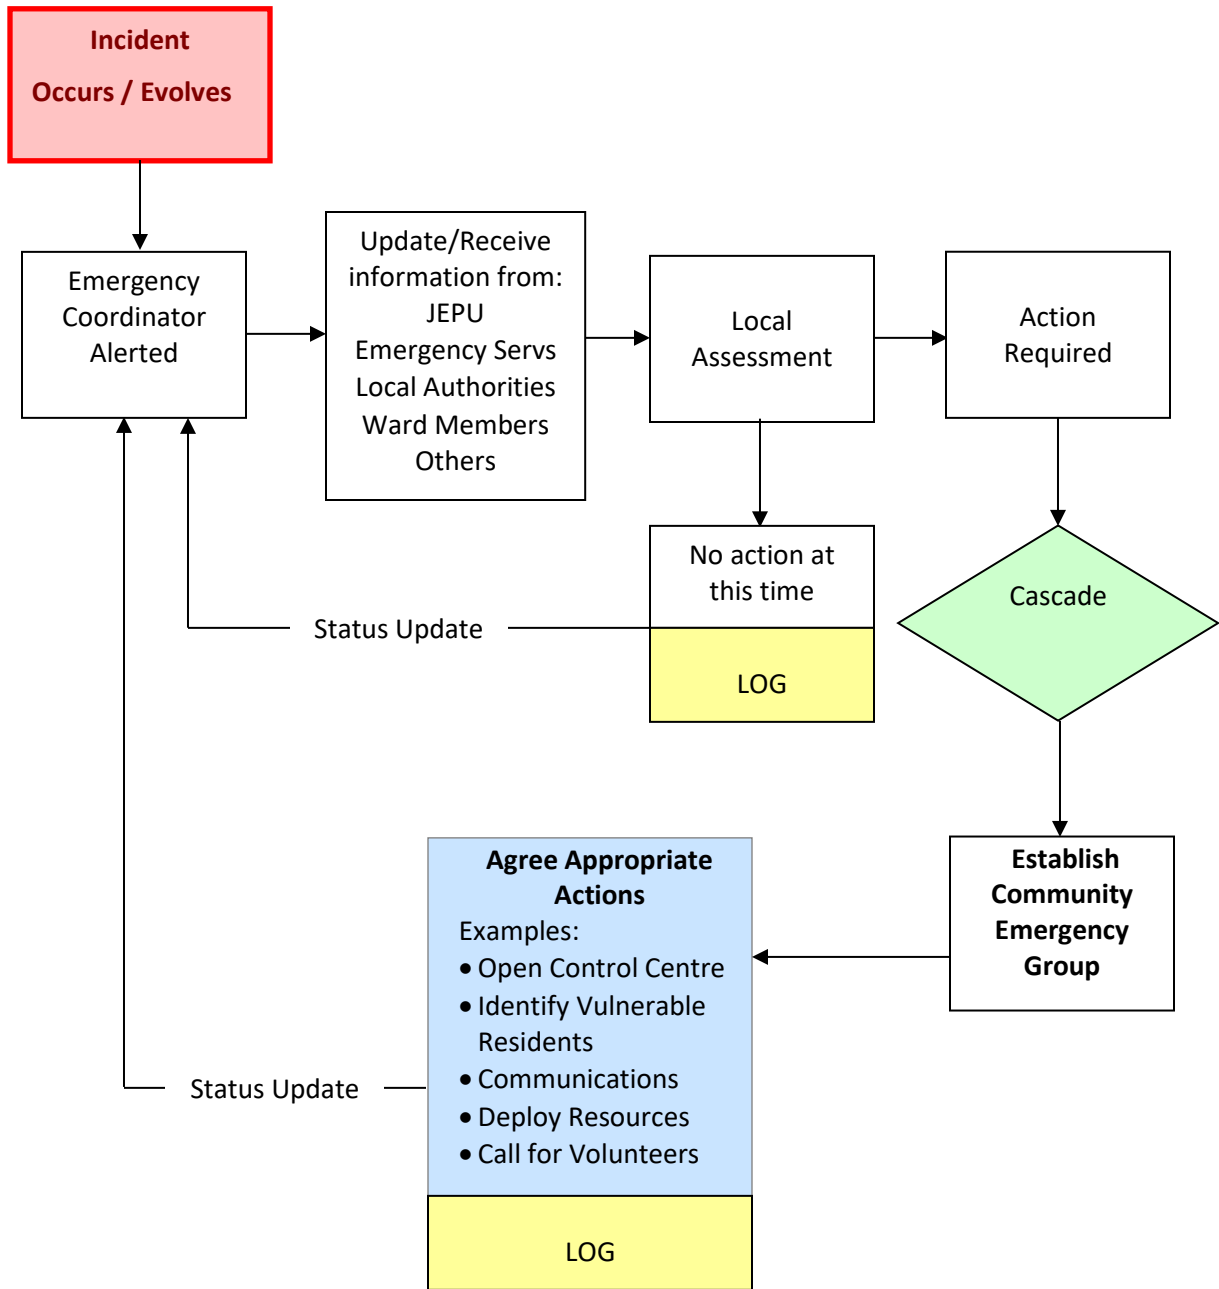 Incident
Occurs / Evolves
Emergency
Coordinator
Alerted
Update/Receive
information from:
JEPU
Emergency Servs
Local Authorities
Ward Members
Others
Local
Assessment
Action
Required
No action at
this time
LOG
Status Update
Cascade
Establish
Community
Emergency
Group
Agree Appropriate
Actions
Examples:
• Open Control Centre
• Identify Vulnerable
Residents
• Communications
• Deploy Resources
• Call for Volunteers
LOG
Status Update